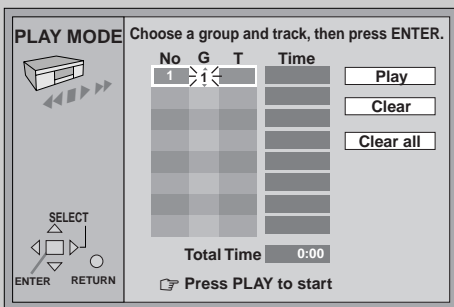 PLAY MODE
Choose a group and track, then press ENTER.
No G T Time
1 1
Play
Clear
Clear all
SELECT
ENTER RETURN
Total Time 0:00
☞ Press PLAY to start